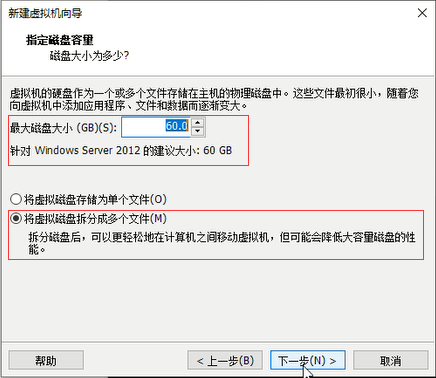 新建虚拟机向导
指定磁盘容量
磁盘大小为多少?
虚拟机的硬盘作为一个或多个文件存储在主机的物理磁盘中。这些文件最初很小，随着您
向虚拟机中添加应用程序、文件和数据而逐渐变大。
最大磁盘大小 (GB)(S): 60.0
针对 Windows Server 2012 的建议大小: 60 GB
将虚拟磁盘存储为单个文件(O)
将虚拟磁盘拆分成多个文件(M)
拆分磁盘后，可以更轻松地在计算机之间移动虚拟机，但可能会降低大容量磁盘的性
能。
帮助 < 上一步(B) 下一步(N) > 取消